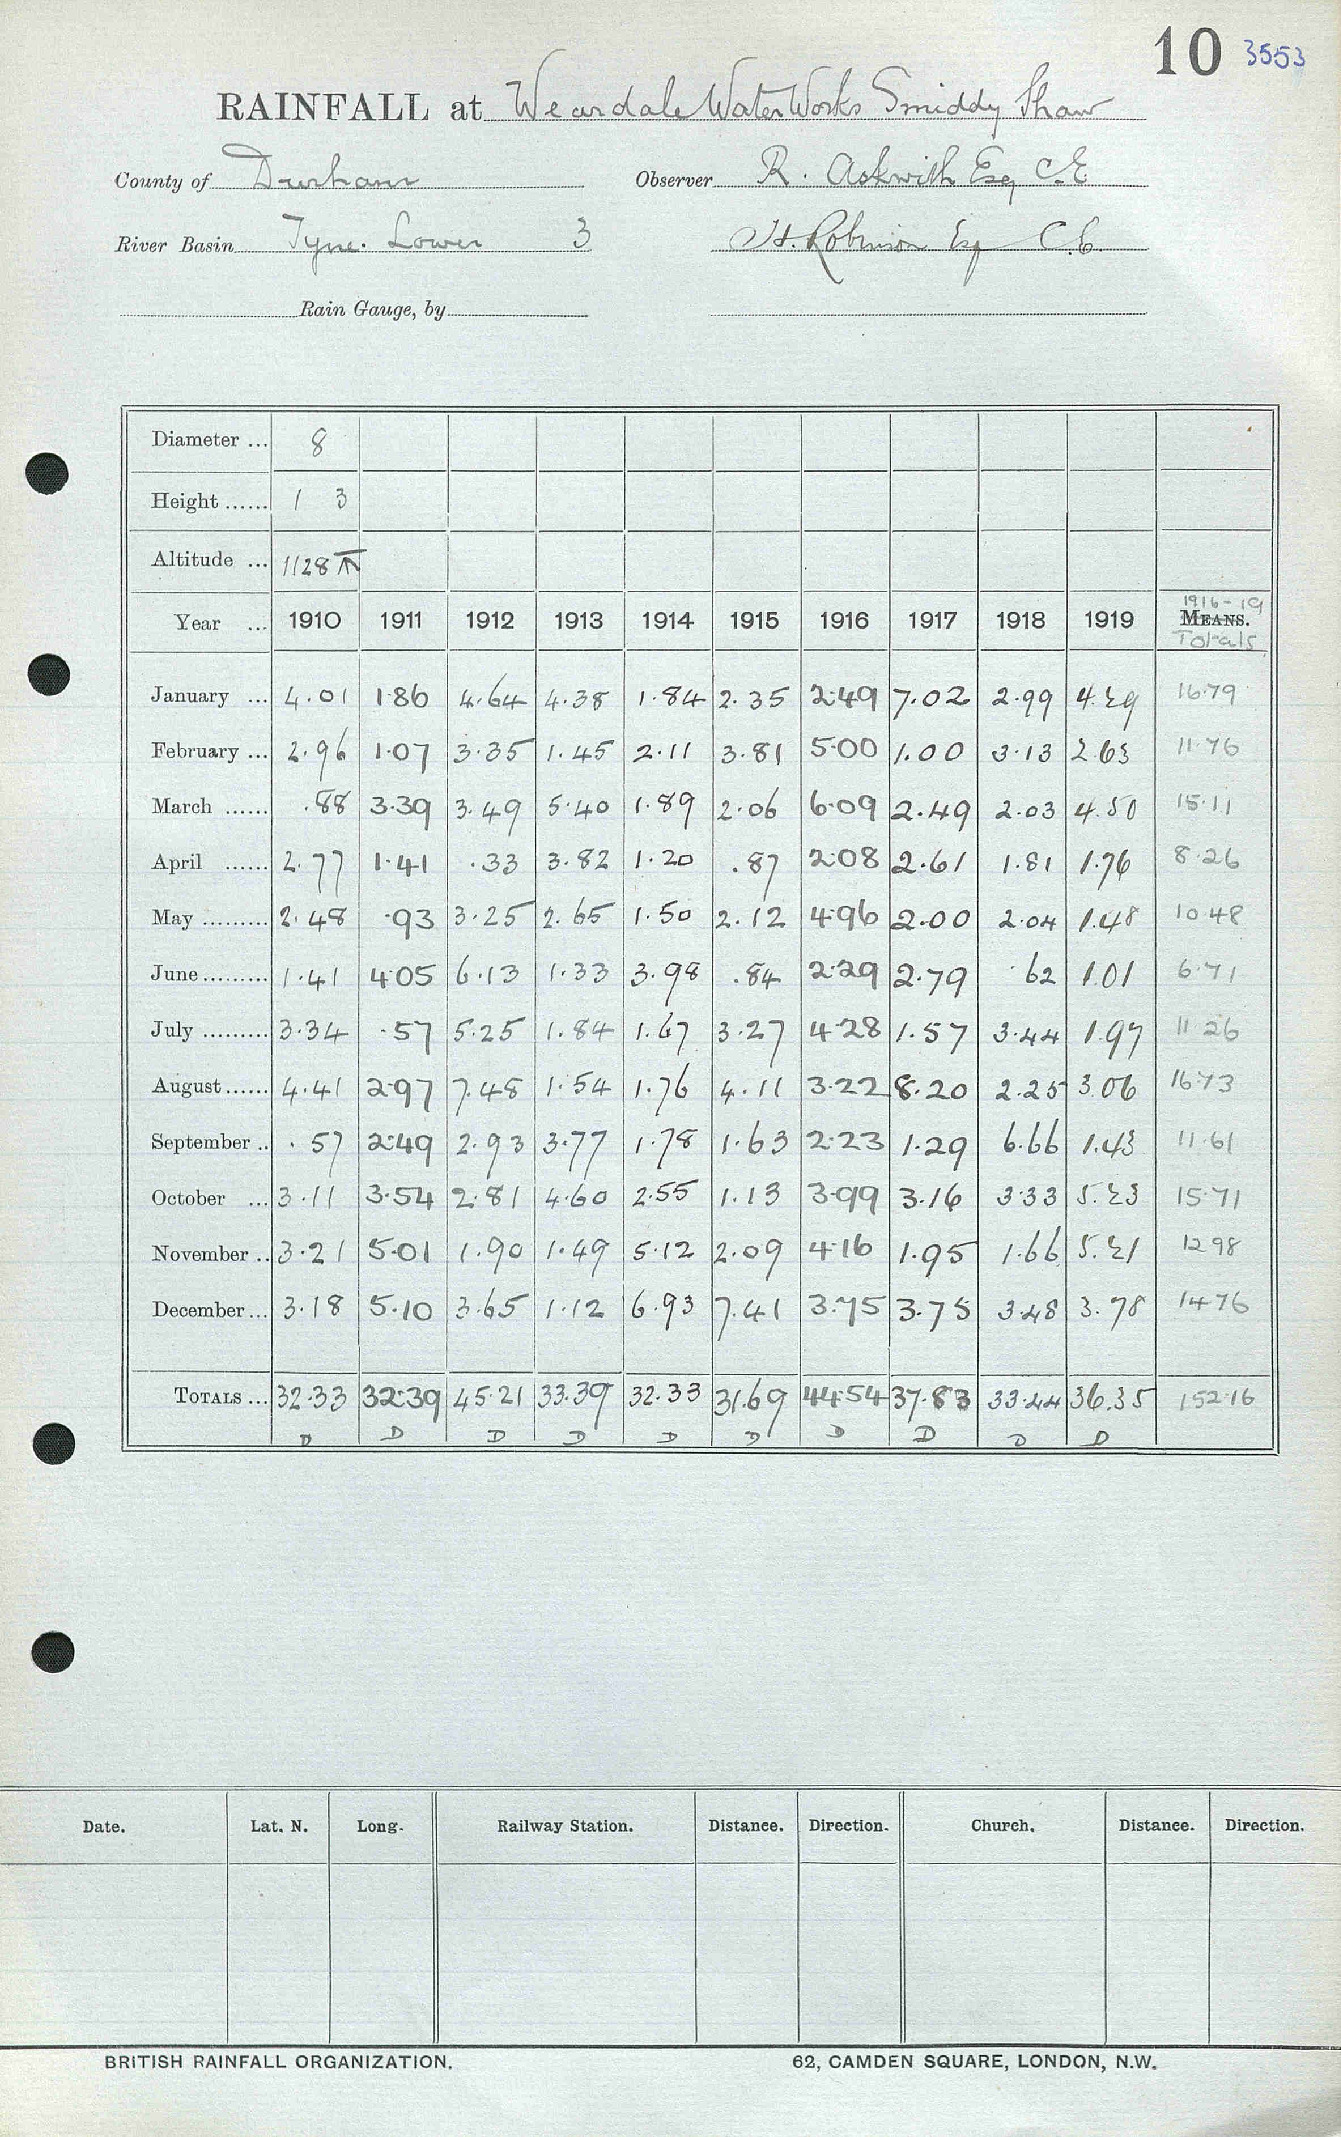 10 3553
RAINFALL at Weardale Water Works Smiddy Shaw
County of Durham Observer R. Askwith Esq C.E
River Basin Tyne. Lower 3 H. Robinson Esq C.E.
Rain Gauge, by
Diameter ... 8
Height ...... 1 3
Altitude ... 1128
1916-19
Year ... 1910 1911 1912 1913 1914 1915 1916 1917 1918 1919 MEANS.
Totals
January ... 4.01 1.86 4.64 4.38 1.84 2.35 2.49 7.02 2.99 4.29 16.79
February ... 2.96 1.07 3.35 1.45 2.11 3.81 5.00 1.00 3.13 2.63 11.76
March ...... .88 3.39 3.49 5.40 1.89 2.06 6.09 2.49 2.03 4.50 15.11
April ...... 2.77 1.41 .33 3.82 1.20 .87 2.08 2.61 1.81 1.76 8.26
May ......... 2.48 .93 3.25 2.65 1.50 2.12 4.96 2.00 2.04 1.48 10.48
June ......... 1.41 4.05 6.13 1.33 3.98 .84 2.29 2.79 .62 1.01 6.71
July ......... 3.34 .57 5.25 1.84 1.67 3.27 4.28 1.57 3.44 1.97 11.26
August ...... 4.41 2.97 7.48 1.54 1.76 4.11 3.22 8.20 2.25 3.06 16.73
September .. .57 2.49 2.93 3.77 1.78 1.63 2.23 1.29 6.66 1.43 11.61
October ... 3.11 3.54 2.81 4.60 2.55 1.13 3.99 3.16 3.33 5.23 15.71
November .. 3.21 5.01 1.90 1.49 5.12 2.09 4.16 1.95 1.66 5.21 12.98
December ... 3.18 5.10 3.65 1.12 6.93 7.41 3.75 3.75 3.48 3.78 14.76
TOTALS ... 32.33 32.39 45.21 33.39 32.33 31.69 44.54 37.83 33.44 36.35 152.16
D D D D D D D D D D
Date. Lat. N. Long. Railway Station. Distance. Direction. Church. Distance. Direction.
BRITISH RAINFALL ORGANIZATION. 62, CAMDEN SQUARE, LONDON, N.W.